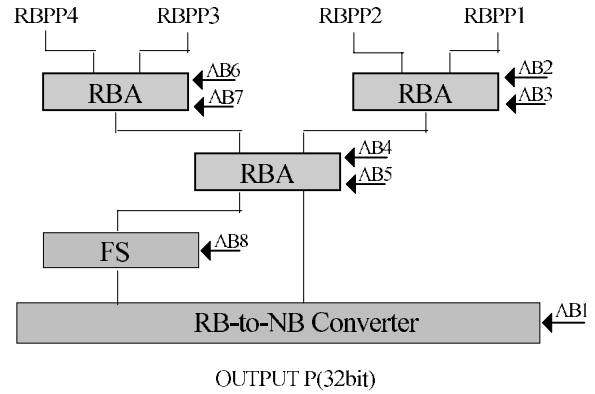 RBPP4 RBPP3 RBPP2 RBPP1
RBA AB6 RBA AB2
AB7 AB3
RBA AB4
AB5
FS AB8
RB-to-NB Converter AB1
OUTPUT P(32bit)